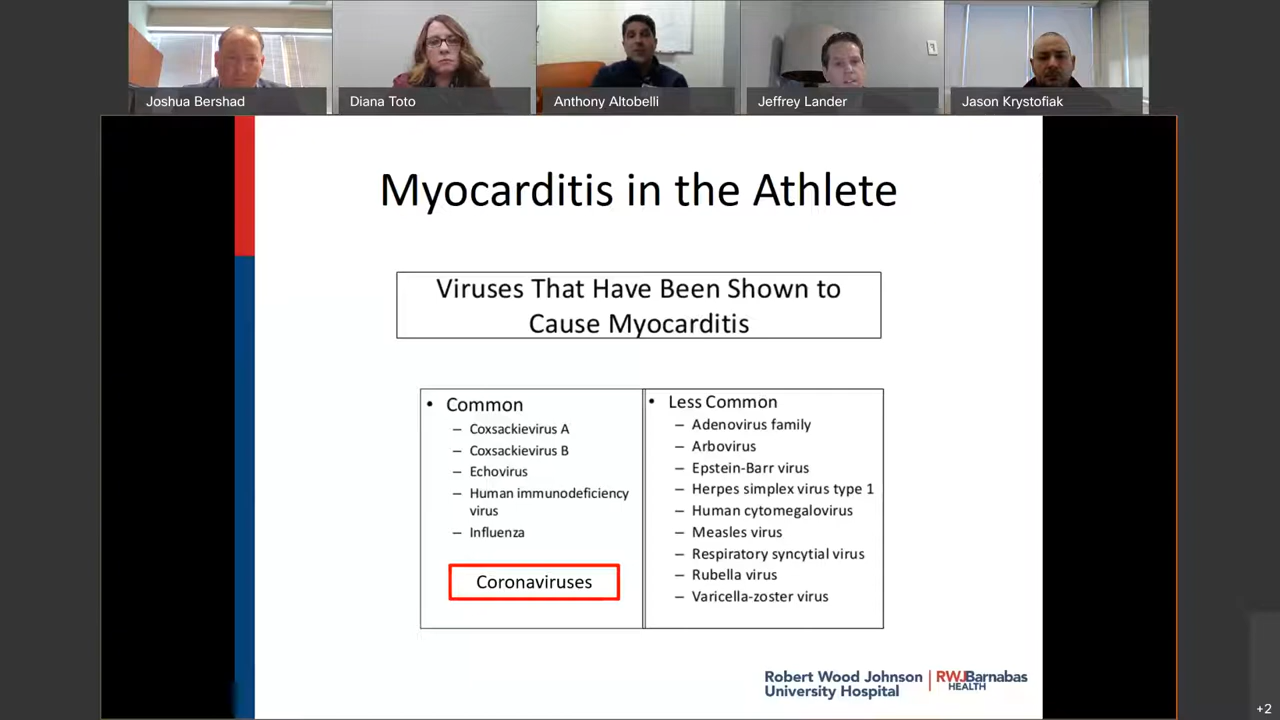 Joshua Bershad
Diana Toto
Anthony Altobelli
Jeffrey Lander
Jason Krystofiak
Myocarditis in the Athlete
Viruses That Have Been Shown to
Cause Myocarditis
• Common
– Coxsackievirus A
– Coxsackievirus B
– Echovirus
– Human immunodeficiency
virus
– Influenza
Coronaviruses
• Less Common
– Adenovirus family
– Arbovirus
– Epstein-Barr virus
– Herpes simplex virus type 1
– Human cytomegalovirus
– Measles virus
– Respiratory syncytial virus
– Rubella virus
– Varicella-zoster virus
Robert Wood Johnson
University Hospital
RWJBarnabas
HEALTH
+2